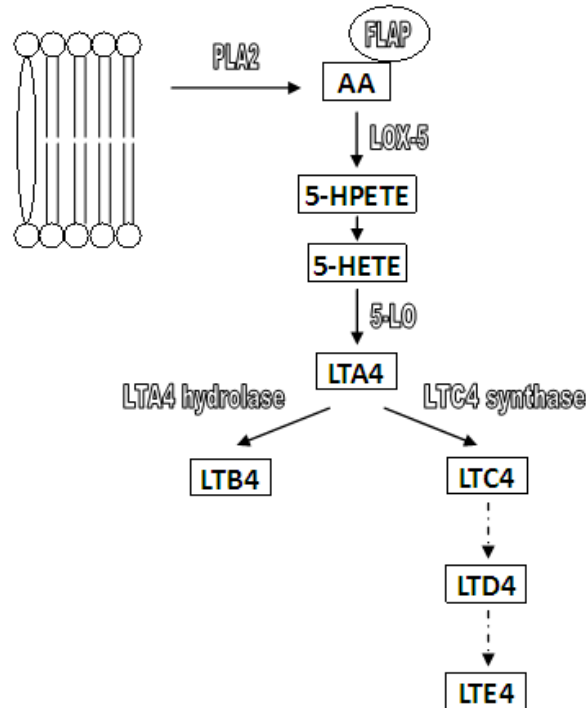 FLAP
PLA2
AA
LOX-5
5-HPETE
5-HETE
5-LO
LTA4
LTA4 hydrolase
LTC4 synthase
LTB4
LTC4
LTD4
LTE4